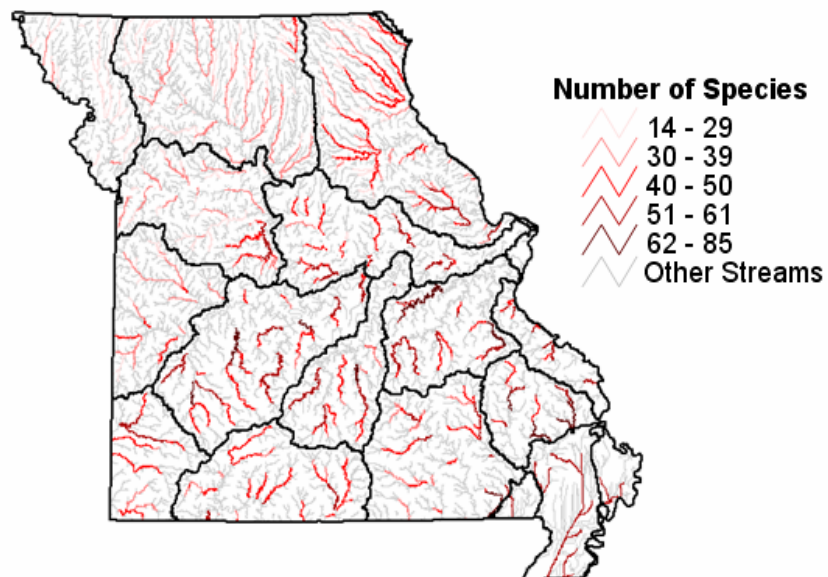 Number of Species
14 - 29
30 - 39
40 - 50
51 - 61
62 - 85
Other Streams